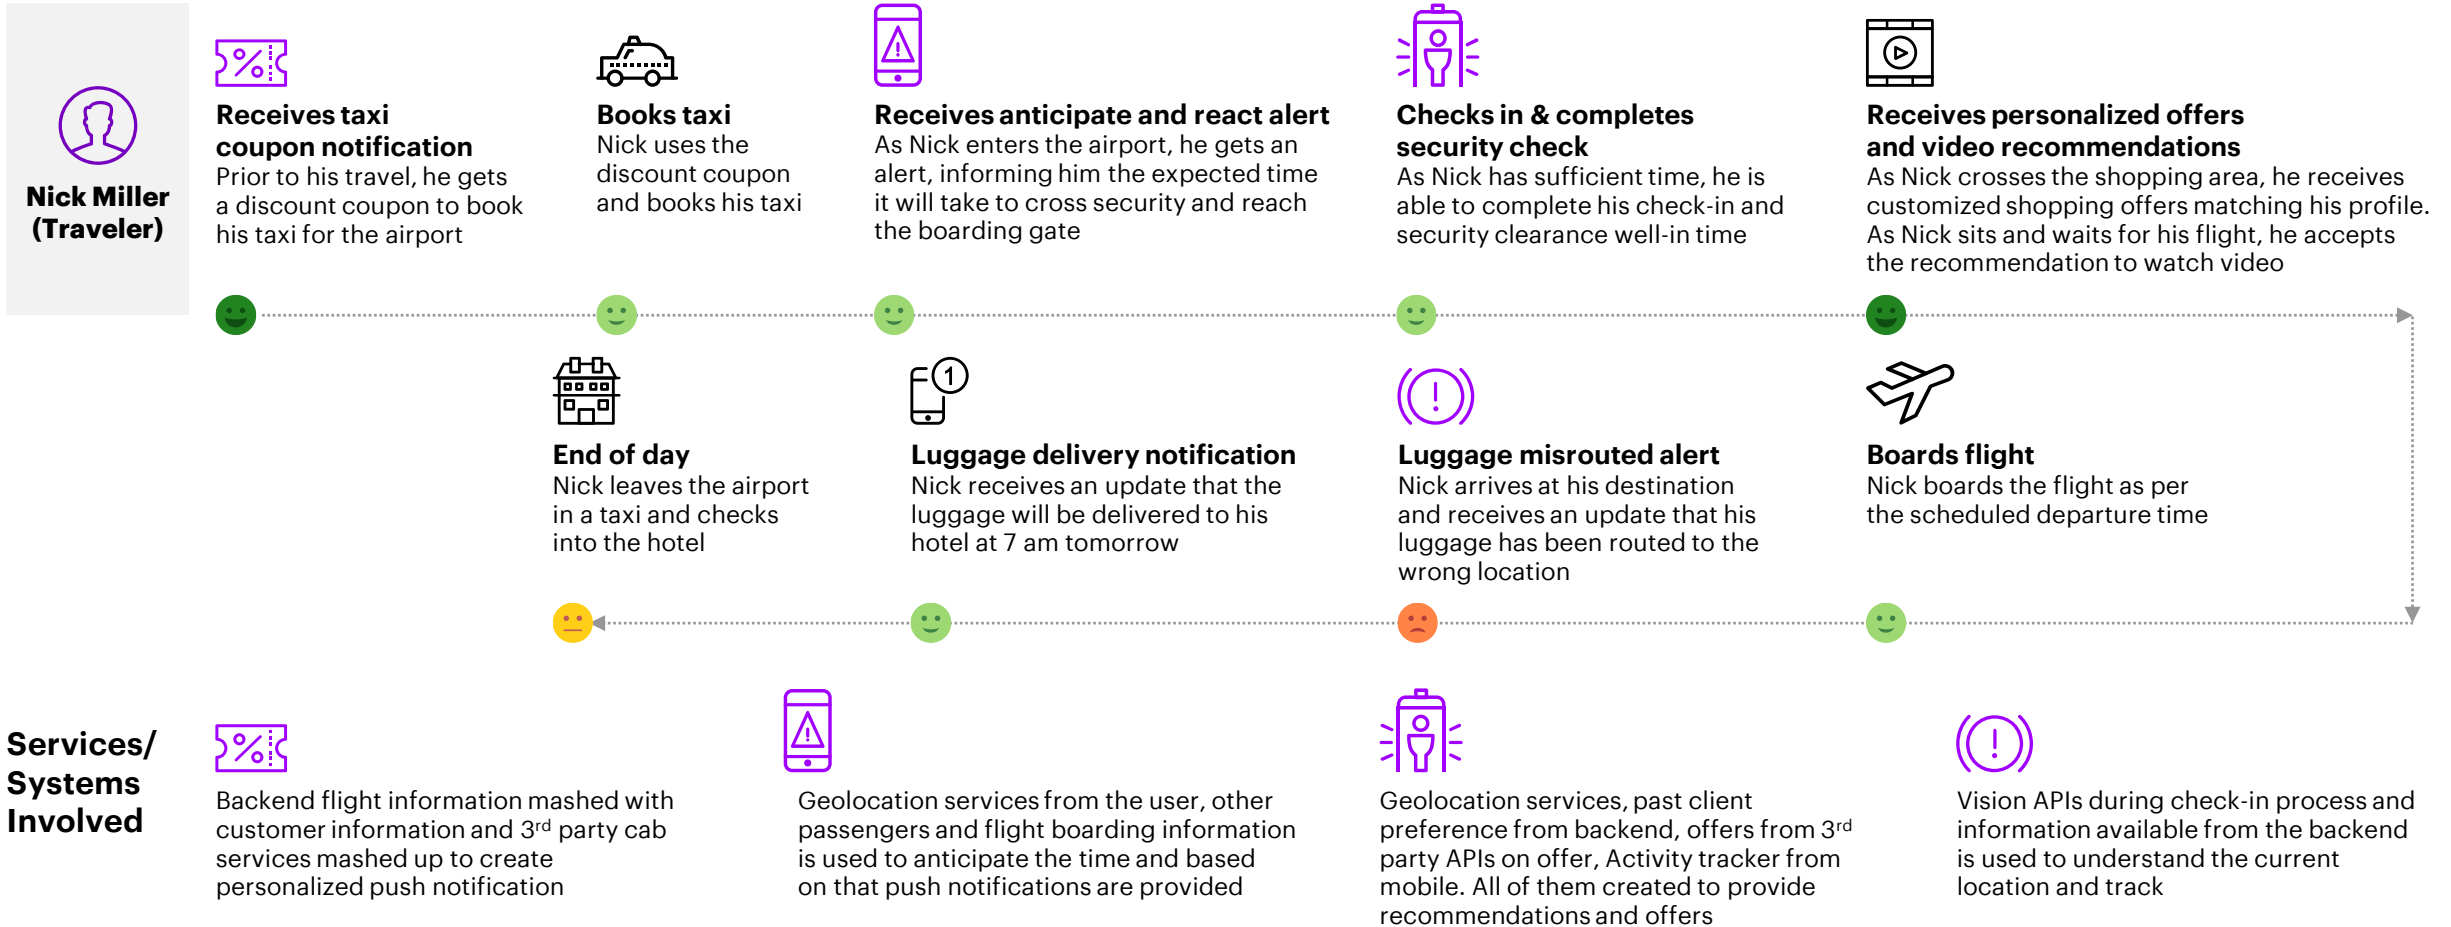 Nick Miller
(Traveler)
Receives taxi
coupon notification
Prior to his travel, he gets
a discount coupon to book
his taxi for the airport
Books taxi
Nick uses the
discount coupon
and books his taxi
Receives anticipate and react alert
As Nick enters the airport, he gets an
alert, informing him the expected time
it will take to cross security and reach
the boarding gate
Checks in & completes
security check
As Nick has sufficient time, he is
able to complete his check-in and
security clearance well-in time
Receives personalized offers
and video recommendations
As Nick crosses the shopping area, he receives
customized shopping offers matching his profile.
As Nick sits and waits for his flight, he accepts
the recommendation to watch video
End of day
Nick leaves the airport
in a taxi and checks
into the hotel
1
Luggage delivery notification
Nick receives an update that the
luggage will be delivered to his
hotel at 7 am tomorrow
Luggage misrouted alert
Nick arrives at his destination
and receives an update that his
luggage has been routed to the
wrong location
Boards flight
Nick boards the flight as per
the scheduled departure time
Services/
Systems
Involved
Backend flight information mashed with
customer information and 3rd party cab
services mashed up to create
personalized push notification
Geolocation services from the user, other
passengers and flight boarding information
is used to anticipate the time and based
on that push notifications are provided
Geolocation services, past client
preference from backend, offers from 3rd
party APIs on offer, Activity tracker from
mobile. All of them created to provide
recommendations and offers
Vision APIs during check-in process and
information available from the backend
is used to understand the current
location and track